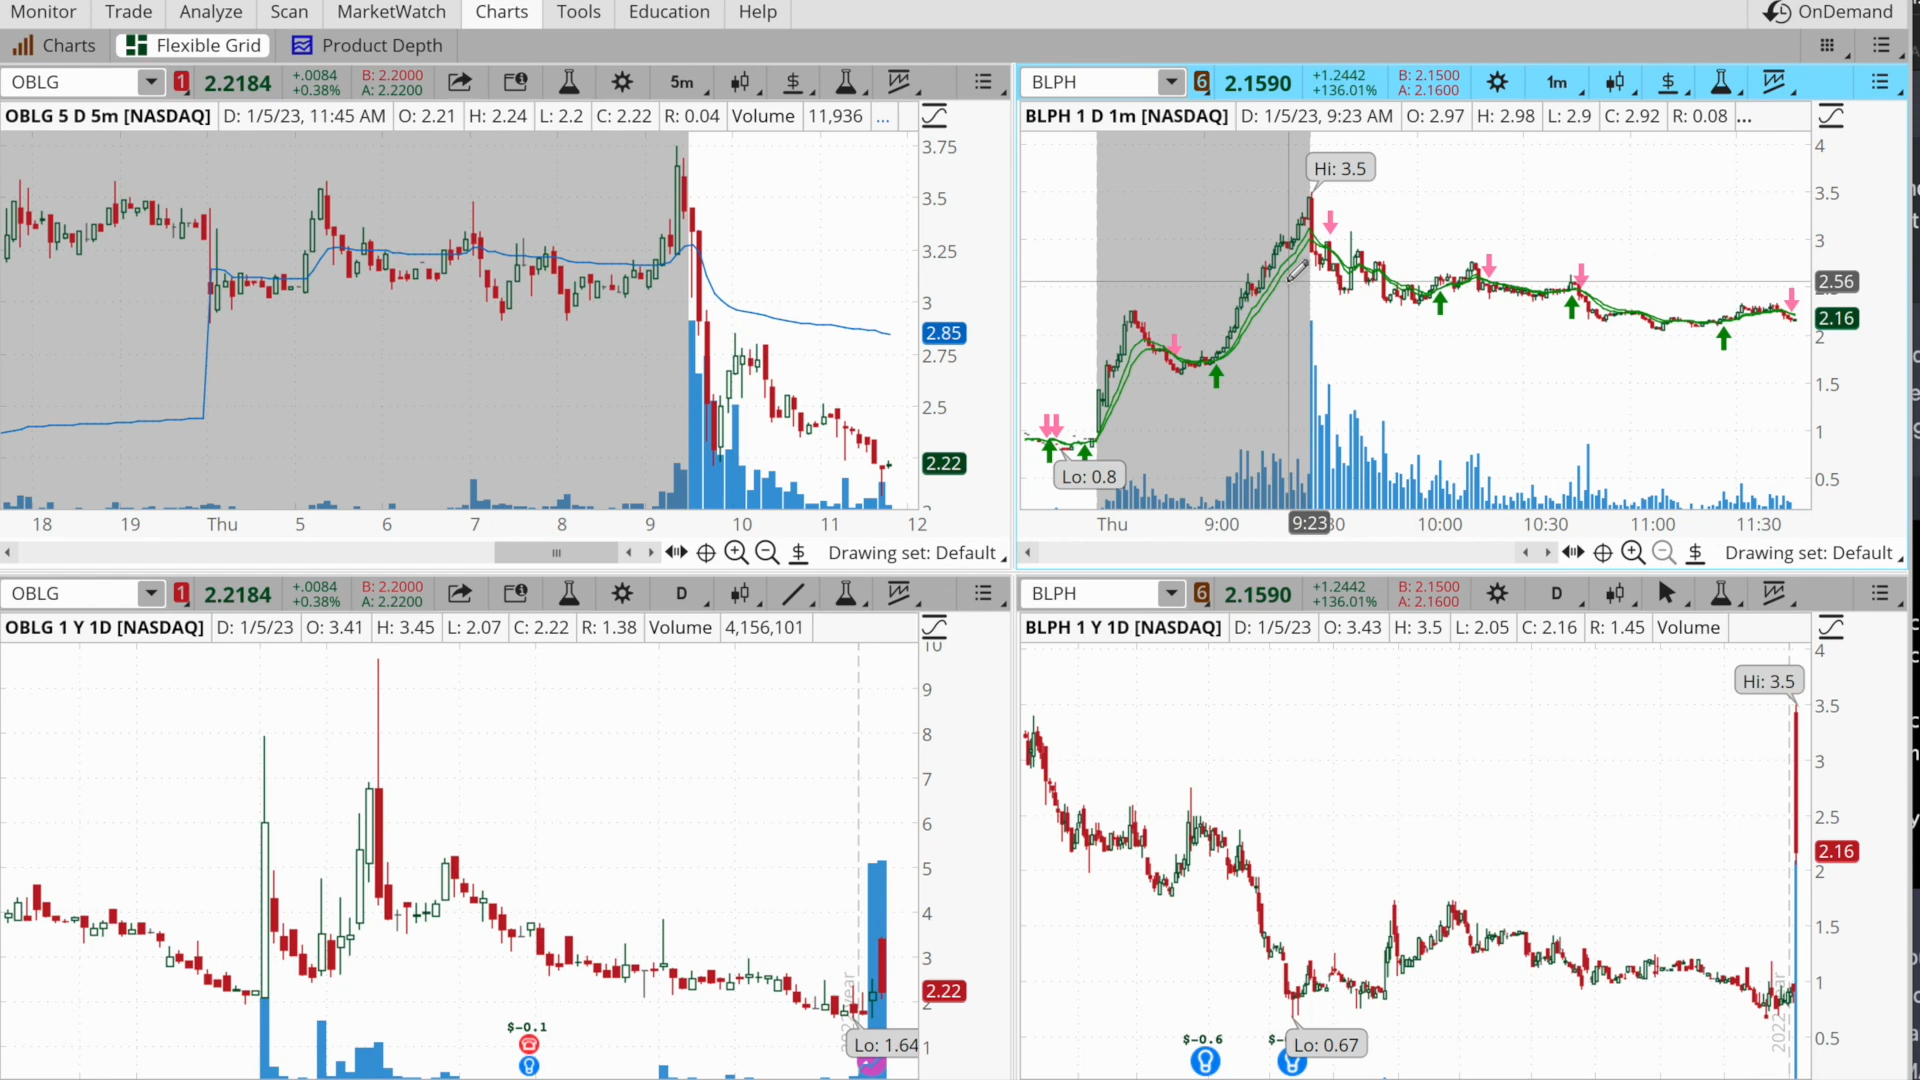 Monitor Trade Analyze Scan MarketWatch Charts Tools Education Help OnDemand
Charts Flexible Grid Product Depth
OBLG 1 2.2184 +.0084 +0.38% B: 2.2000 A: 2.2200 5m $
OBLG 5 D 5m [NASDAQ] D: 1/5/23, 11:45 AM O: 2.21 H: 2.24 L: 2.2 C: 2.22 R: 0.04 Volume 11,936 ...
3.75
3.5
3.25
3
2.85
2.75
2.5
2.22
18 19 Thu 5 6 7 8 9 10 11 12
$ Drawing set: Default
BLPH 6 2.1590 +1.2442 +136.01% B: 2.1500 A: 2.1600 1m $
BLPH 1 D 1m [NASDAQ] D: 1/5/23, 9:23 AM O: 2.97 H: 2.98 L: 2.9 C: 2.92 R: 0.08 ...
4
Hi: 3.5
3.5
3
2.56
2.16
2
1.5
1
Lo: 0.8
0.5
Thu 9:00 9:23 10:00 10:30 11:00 11:30
$ Drawing set: Default
OBLG 1 2.2184 +.0084 +0.38% B: 2.2000 A: 2.2200 D
OBLG 1 Y 1D [NASDAQ] D: 1/5/23 O: 3.41 H: 3.45 L: 2.07 C: 2.22 R: 1.38 Volume 4,156,101
10
9
8
7
6
5
4
3
2.22
2
$-0.1
Lo: 1.64
1
BLPH 6 2.1590 +1.2442 +136.01% B: 2.1500 A: 2.1600 D
BLPH 1 Y 1D [NASDAQ] D: 1/5/23 O: 3.43 H: 3.5 L: 2.05 C: 2.16 R: 1.45 Volume
4
Hi: 3.5
3.5
3
2.5
2.16
2
1.5
1
$-0.6 $- Lo: 0.67
0.5